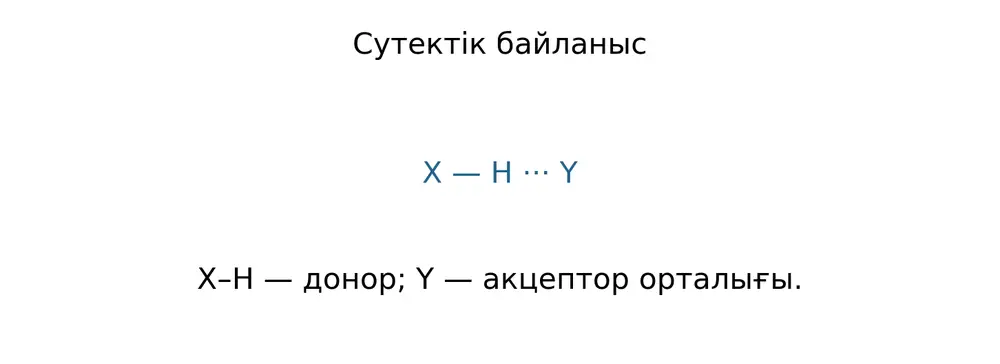 Сутектік байланыс
X — H ··· Y
X–H — донор; Y — акцептор орталығы.